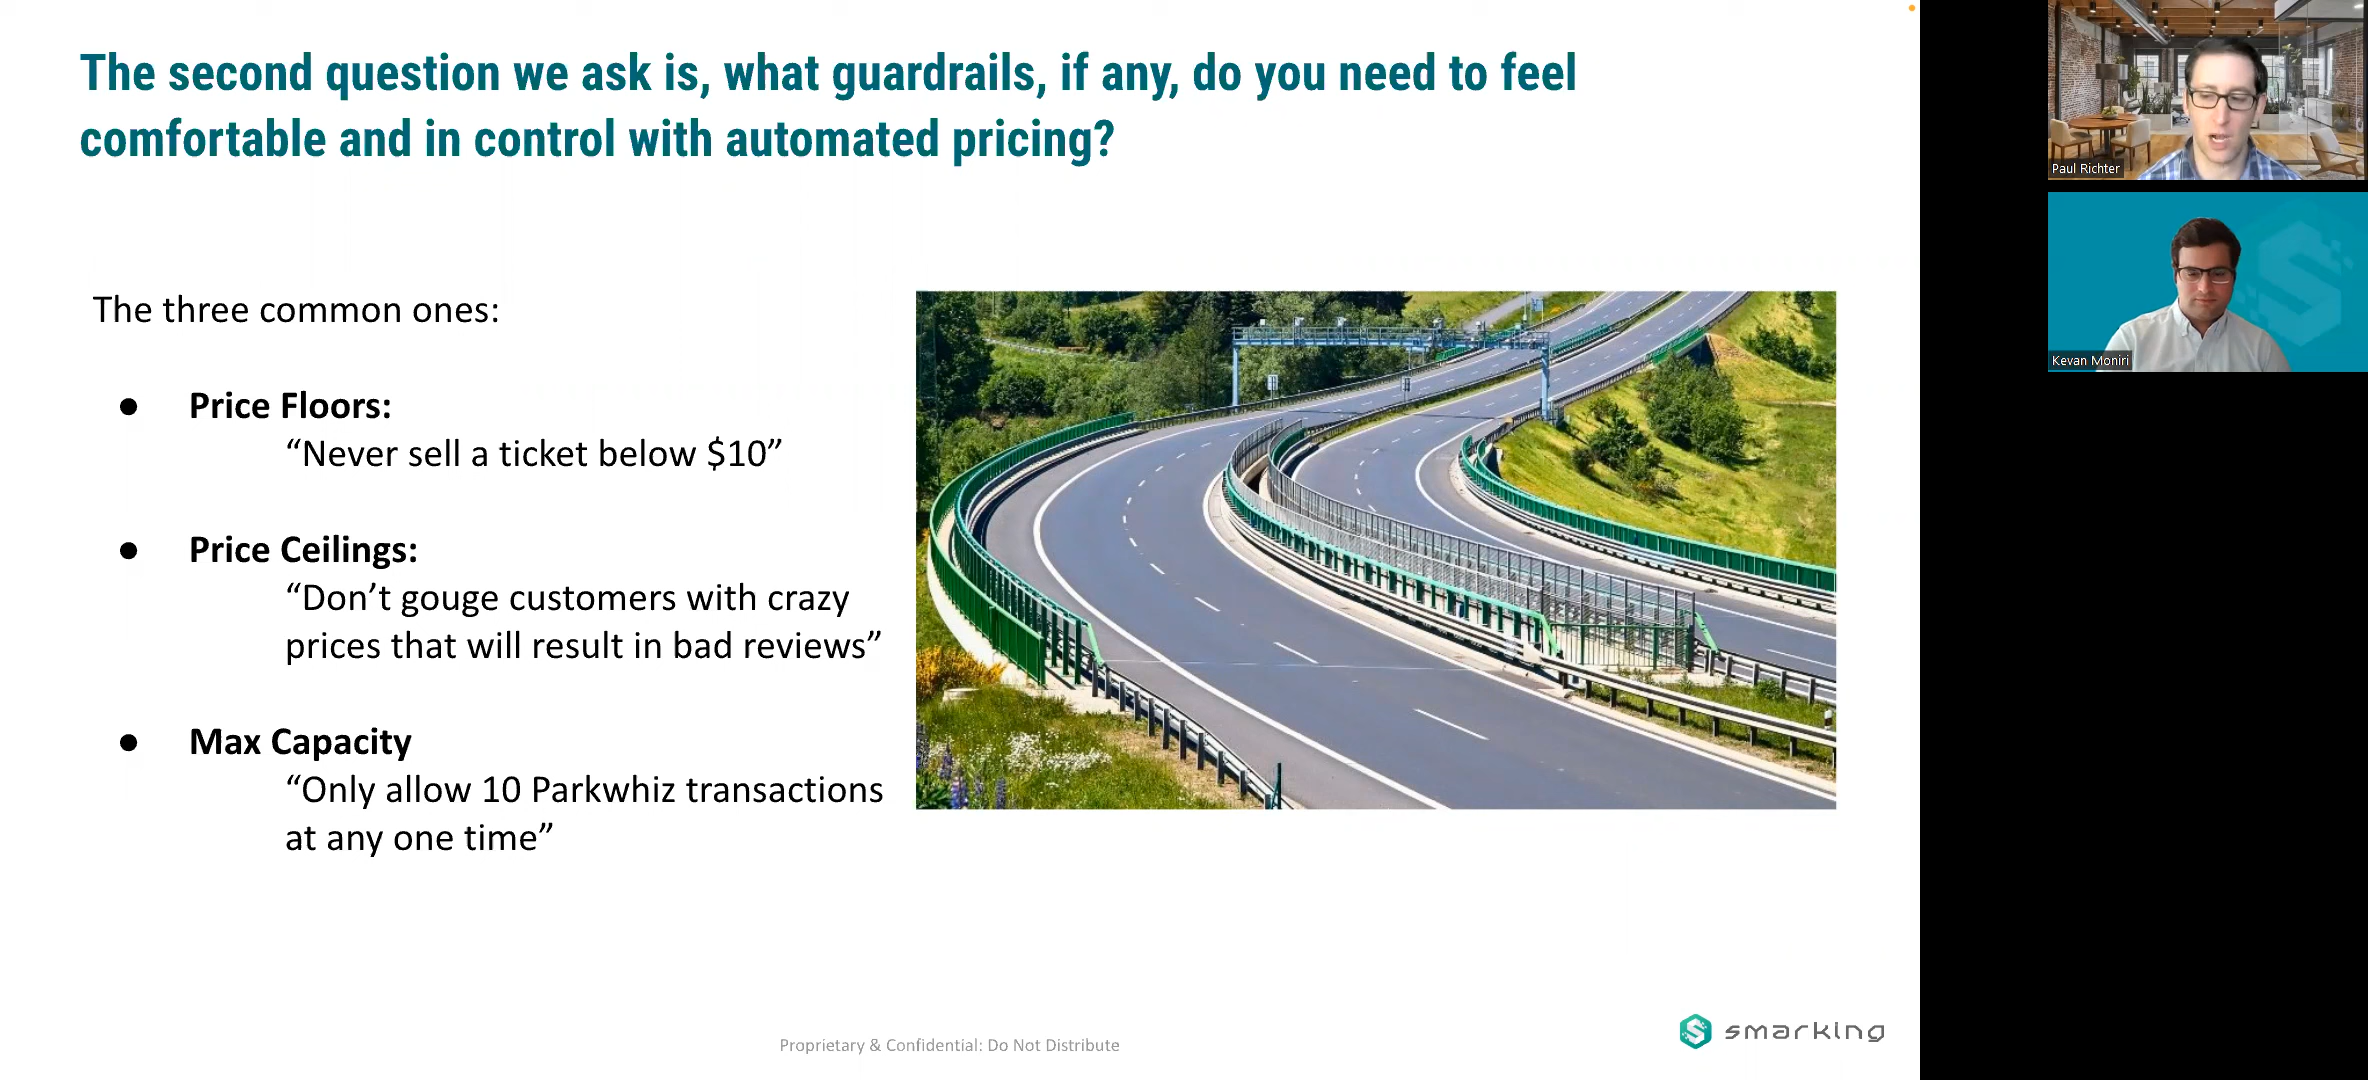 The second question we ask is, what guardrails, if any, do you need to feel
comfortable and in control with automated pricing?
The three common ones:
● Price Floors:
“Never sell a ticket below $10”
● Price Ceilings:
“Don’t gouge customers with crazy
prices that will result in bad reviews”
● Max Capacity
“Only allow 10 Parkwhiz transactions
at any one time”
Proprietary & Confidential: Do Not Distribute
smarking
Paul Richter
Kevan Moniri